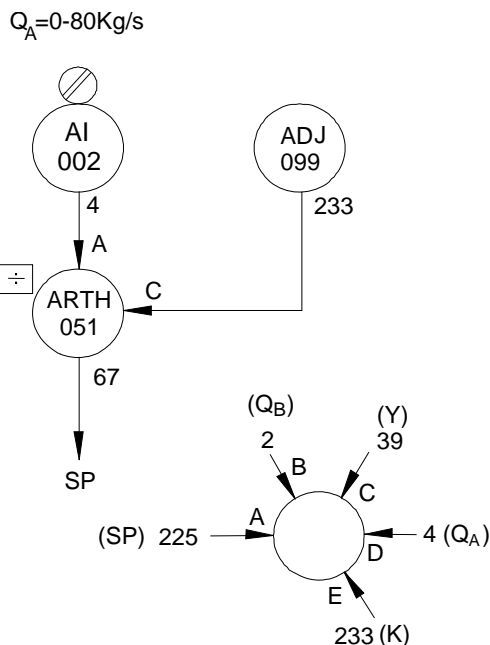 Q_A=0-80Kg/s
AI
002
ADJ
099
4
233
A
÷
ARTH
051
C
67
SP
(Q_B)
2
B
(Y)
39
C
(SP) 225
A
D
4 (Q_A)
E
233 (K)